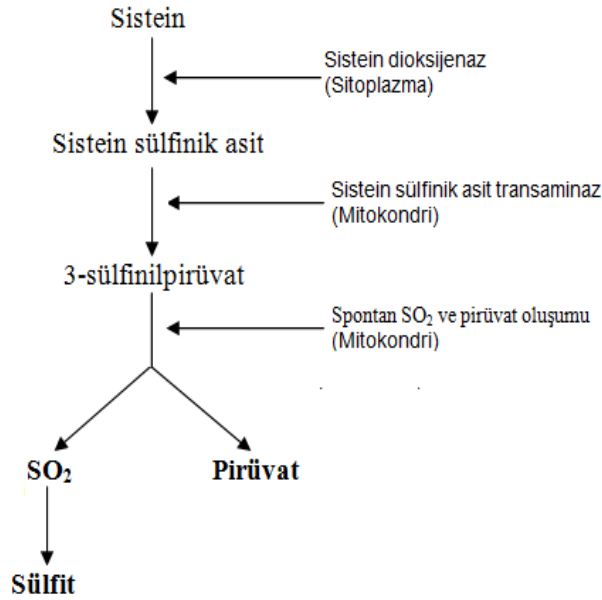 Sistein
Sistein dioksijenaz
(Sitoplazma)
Sistein sülfinik asit
Sistein sülfinik asit transaminaz
(Mitokondri)
3-sülfinilpirüvat
Spontan SO₂ ve pirüvat oluşumu
(Mitokondri)
SO₂
Pirüvat
Sülfit